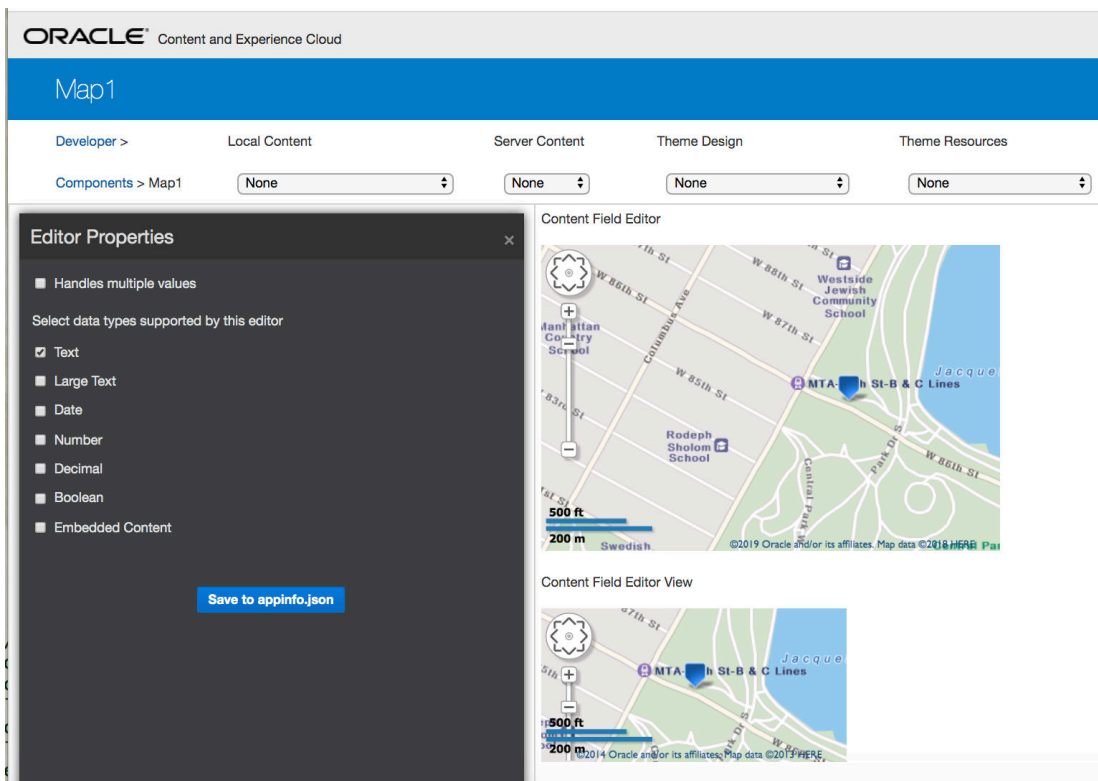 ORACLE® Content and Experience Cloud
Map1
Developer > Local Content Server Content Theme Design Theme Resources
Components > Map1 None None None None
Editor Properties ×
Handles multiple values
Select data types supported by this editor
Text
Large Text
Date
Number
Decimal
Boolean
Embedded Content
Save to appinfo.json
Content Field Editor
W 86th St
W 88th St
Westside
Jewish
Community
School
Columbus Ave
W 87th St
School
W 85th St
Jacque
MTA- h St-B & C Lines
83rd St
Rodeph
Sholom
School
Central Park W
Park Dr S
W 86th St
500 ft
200 m
Swedish
©2019 Oracle and/or its affiliates. Map data ©2018 HERE
Content Field Editor View
87th St
Jacque
MTA- h St-B & C Lines
500 ft
200 m
©2014 Oracle and/or its affiliates. Map data ©2013 HERE